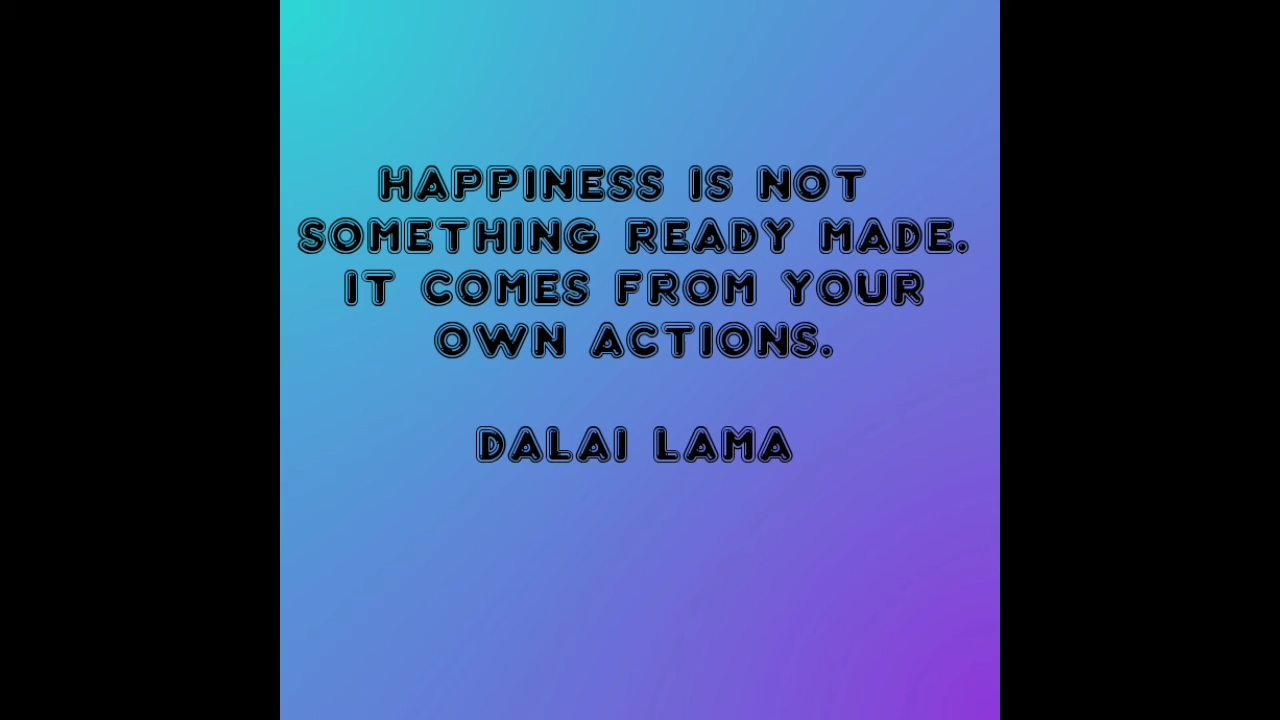 HAPPINESS IS NOT
SOMETHING READY MADE.
IT COMES FROM YOUR
OWN ACTIONS.
DALAI LAMA